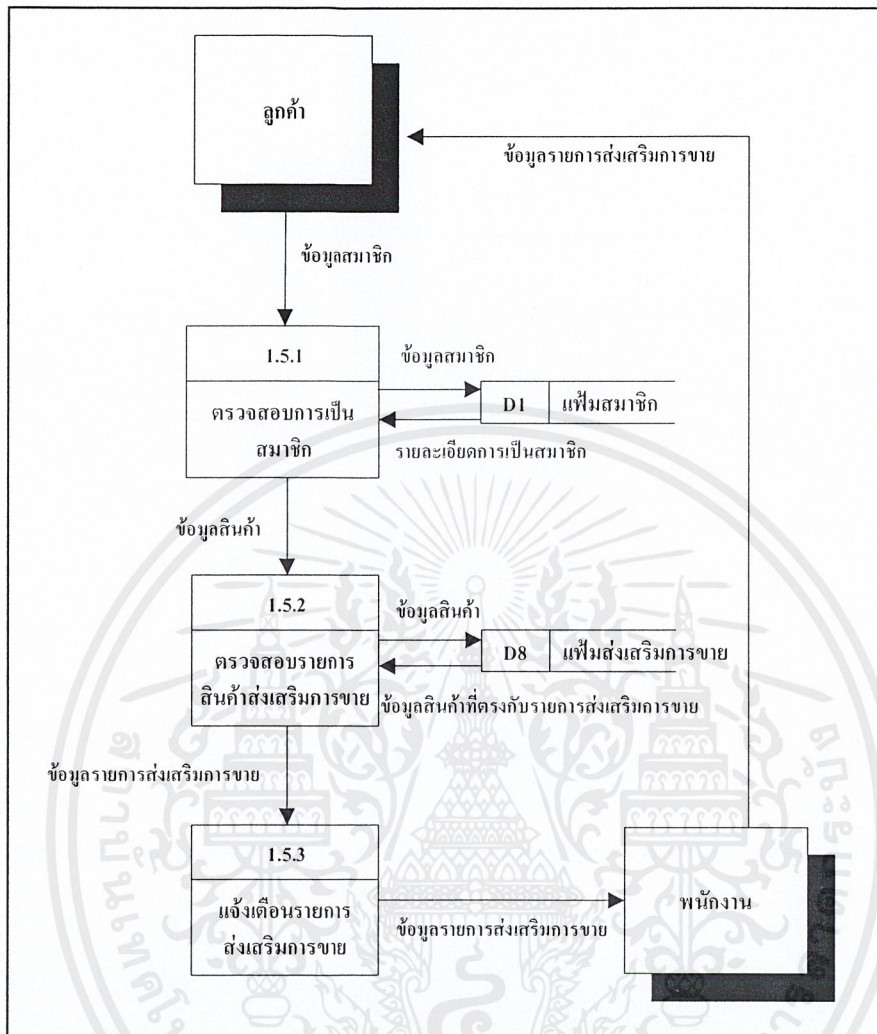 ลูกค้า
ข้อมูลรายการส่งเสริมการขาย
ข้อมูลสมาชิก
1.5.1
ข้อมูลสมาชิก
ตรวจสอบการเป็น
สมาชิก
D1
แฟ้มสมาชิก
รายละเอียดการเป็นสมาชิก
ข้อมูลสินค้า
1.5.2
ข้อมูลสินค้า
ตรวจสอบรายการ
สินค้าส่งเสริมการขาย
D8
แฟ้มส่งเสริมการขาย
ข้อมูลสินค้าที่ตรงกับรายการส่งเสริมการขาย
ข้อมูลรายการส่งเสริมการขาย
1.5.3
แจ้งเตือนรายการ
ส่งเสริมการขาย
ข้อมูลรายการส่งเสริมการขาย
พนักงาน